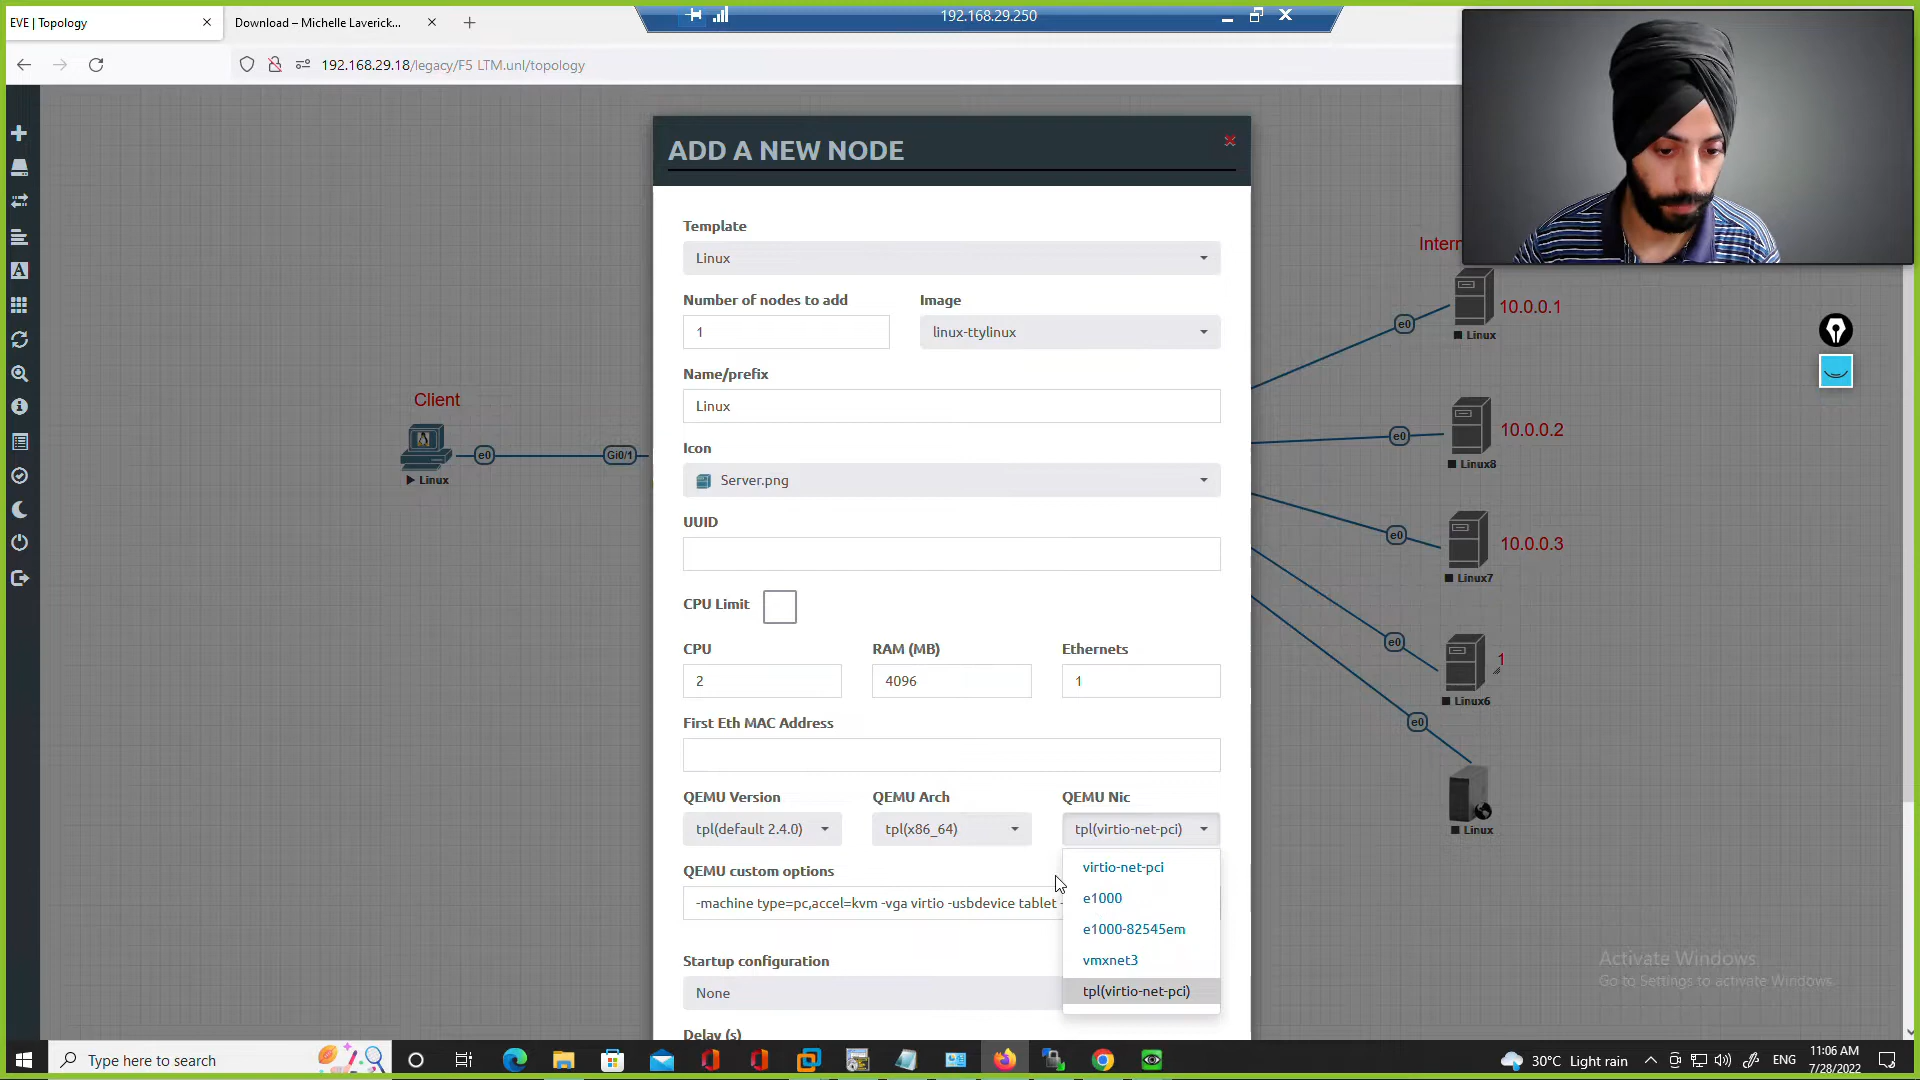 EVE | Topology
Download – Michelle Laverick...
192.168.29.250
192.168.29.18/legacy/F5 LTM.unl/topology
ADD A NEW NODE
Template
Linux
Number of nodes to add
Image
1
linux-ttylinux
Name/prefix
Linux
Icon
Server.png
UUID
CPU Limit
CPU
RAM (MB)
Ethernets
2
4096
1
First Eth MAC Address
QEMU Version
QEMU Arch
QEMU Nic
tpl(default 2.4.0)
tpl(x86_64)
tpl(virtio-net-pci)
virtio-net-pci
e1000
e1000-82545em
vmxnet3
tpl(virtio-net-pci)
QEMU custom options
-machine type=pc,accel=kvm -vga virtio -usbdevice tablet -
Startup configuration
None
Delay (s)
Client
e0
Gi0/1
Linux
Intern
e0
10.0.0.1
Linux
e0
10.0.0.2
Linux8
e0
10.0.0.3
Linux7
e0
1
Linux6
e0
Linux
Activate Windows
Go to Settings to activate Windows.
Type here to search
30°C Light rain
ENG
11:06 AM
7/28/2022